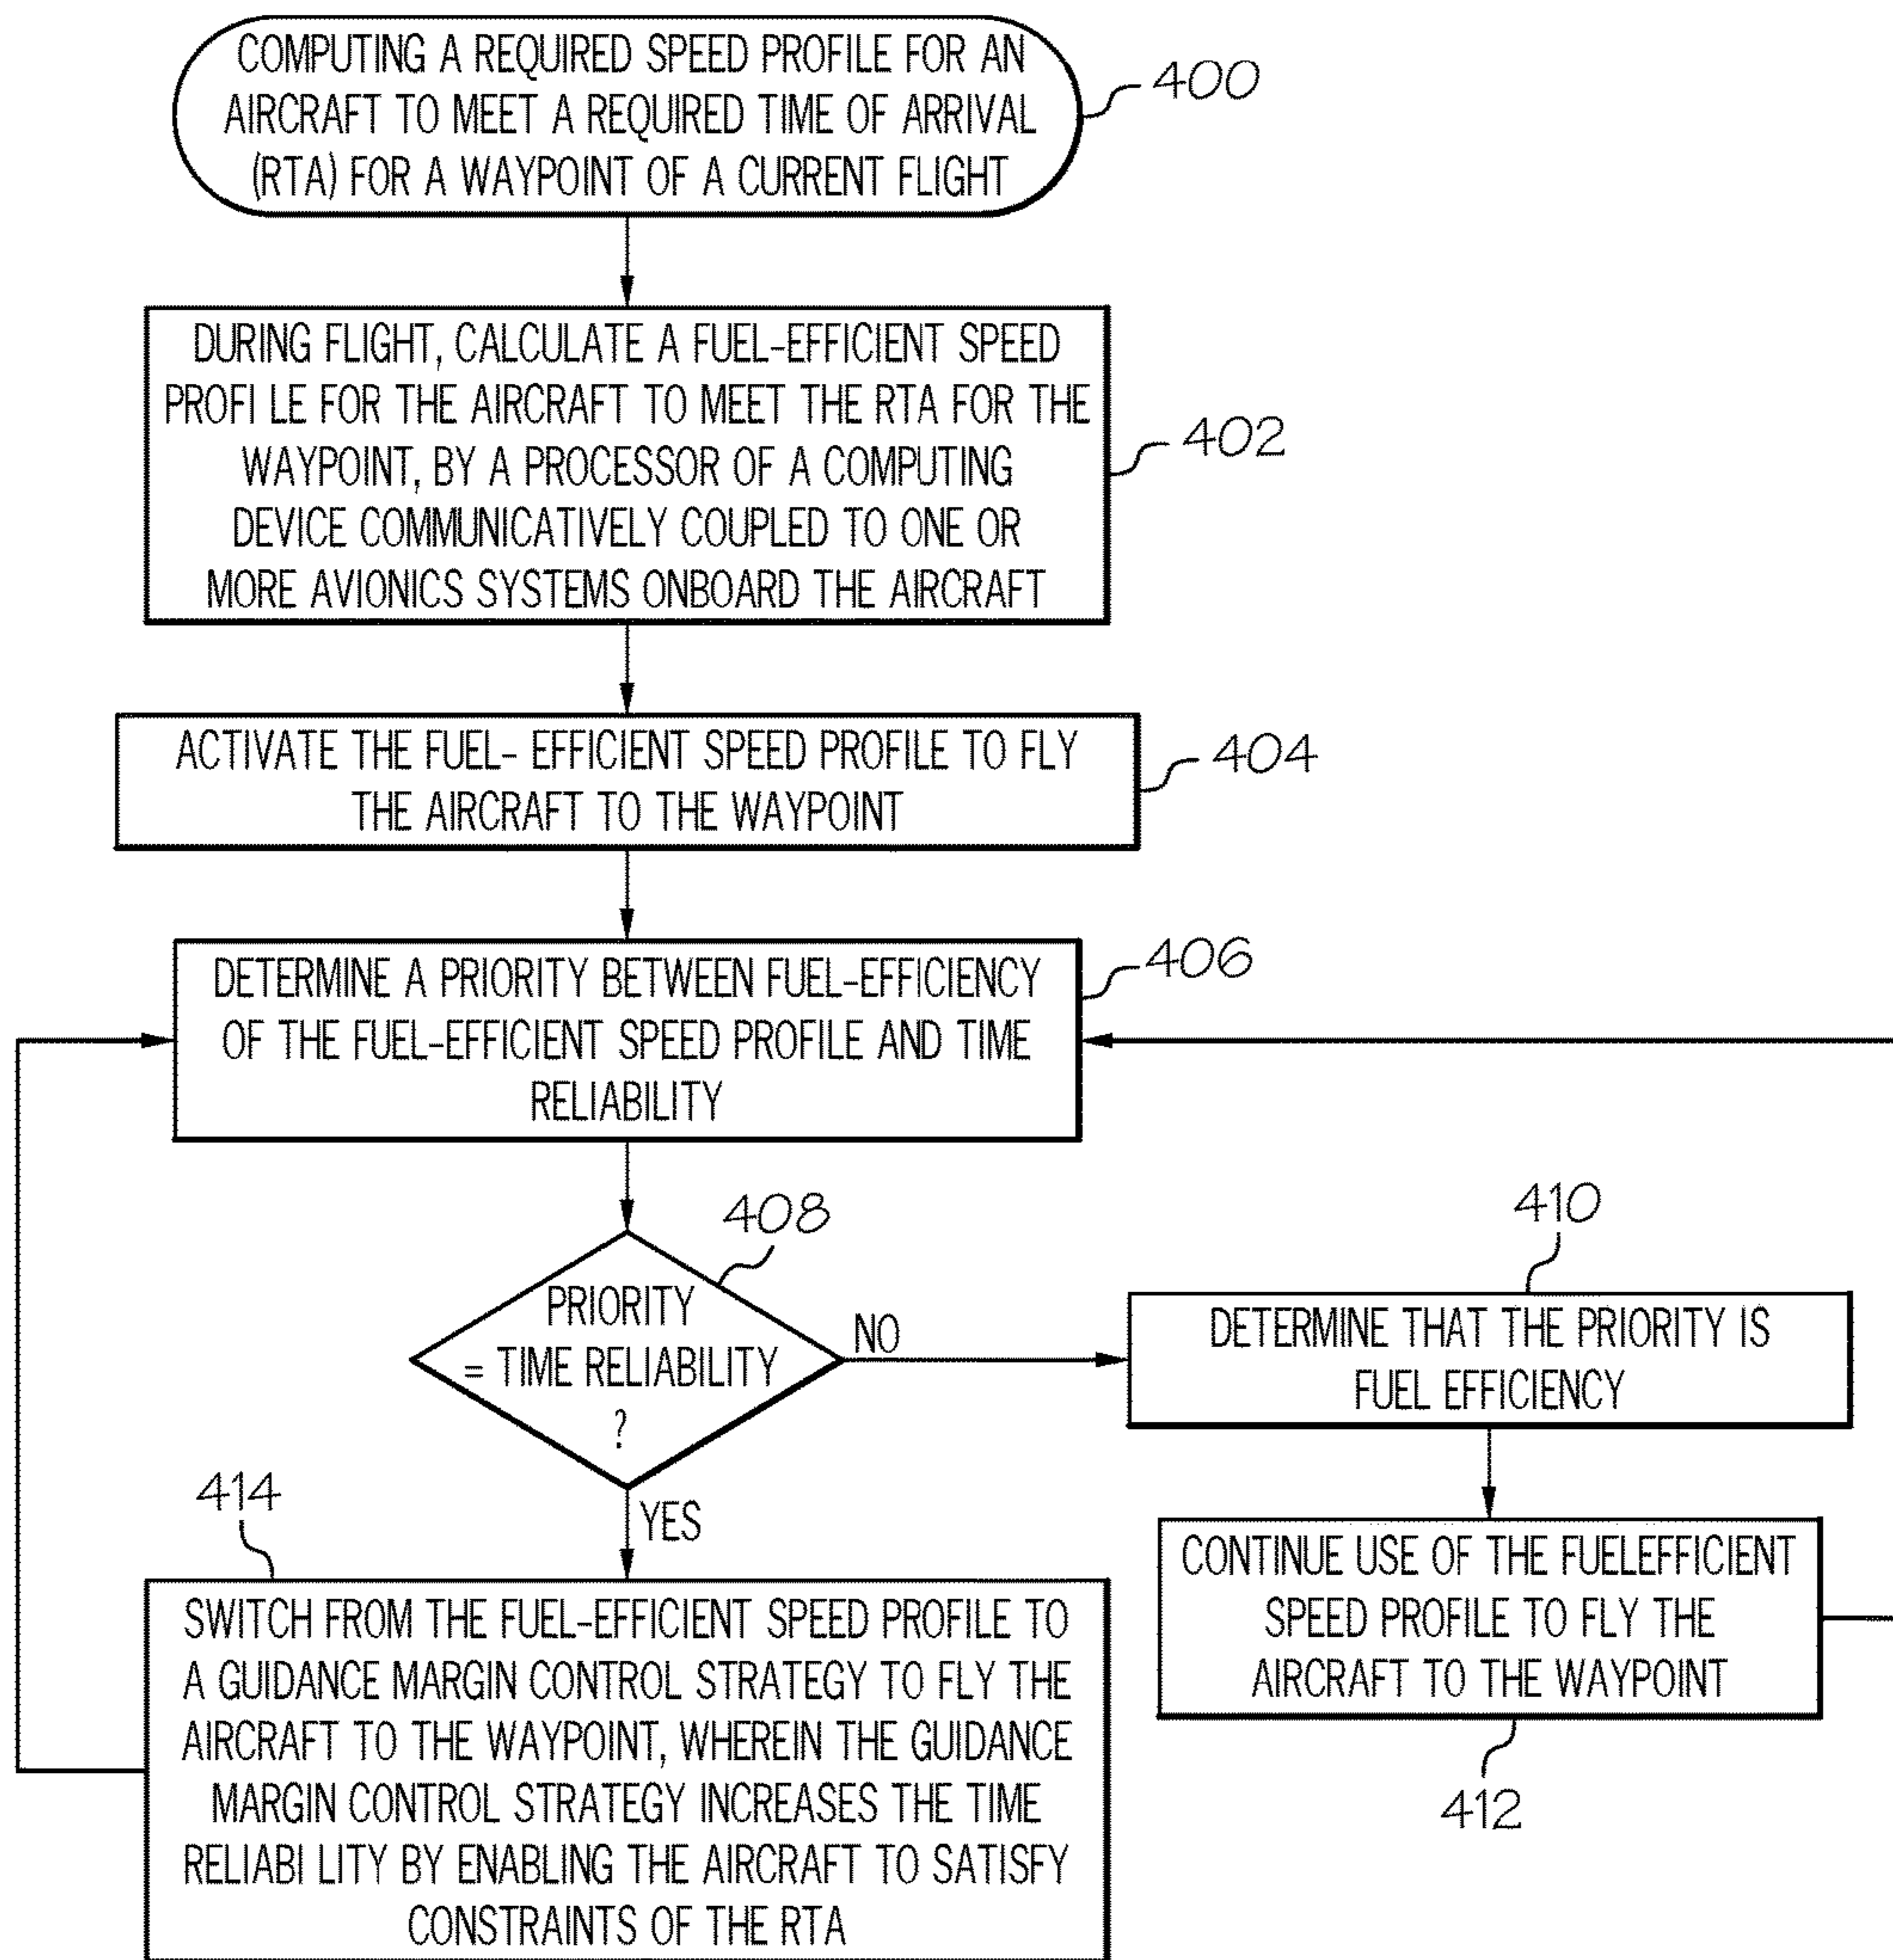 COMPUTING A REQUIRED SPEED PROFILE FOR AN
AIRCRAFT TO MEET A REQUIRED TIME OF ARRIVAL
(RTA) FOR A WAYPOINT OF A CURRENT FLIGHT
400
DURING FLIGHT, CALCULATE A FUEL-EFFICIENT SPEED
PROFI LE FOR THE AIRCRAFT TO MEET THE RTA FOR THE
WAYPOINT, BY A PROCESSOR OF A COMPUTING
DEVICE COMMUNICATIVELY COUPLED TO ONE OR
MORE AVIONICS SYSTEMS ONBOARD THE AIRCRAFT
402
ACTIVATE THE FUEL- EFFICIENT SPEED PROFILE TO FLY
THE AIRCRAFT TO THE WAYPOINT
404
DETERMINE A PRIORITY BETWEEN FUEL-EFFICIENCY
OF THE FUEL-EFFICIENT SPEED PROFILE AND TIME
RELIABILITY
406
408
PRIORITY
= TIME RELIABILITY
?
NO
YES
410
DETERMINE THAT THE PRIORITY IS
FUEL EFFICIENCY
CONTINUE USE OF THE FUELEFFICIENT
SPEED PROFILE TO FLY THE
AIRCRAFT TO THE WAYPOINT
412
414
SWITCH FROM THE FUEL-EFFICIENT SPEED PROFILE TO
A GUIDANCE MARGIN CONTROL STRATEGY TO FLY THE
AIRCRAFT TO THE WAYPOINT, WHEREIN THE GUIDANCE
MARGIN CONTROL STRATEGY INCREASES THE TIME
RELIABI LITY BY ENABLING THE AIRCRAFT TO SATISFY
CONSTRAINTS OF THE RTA